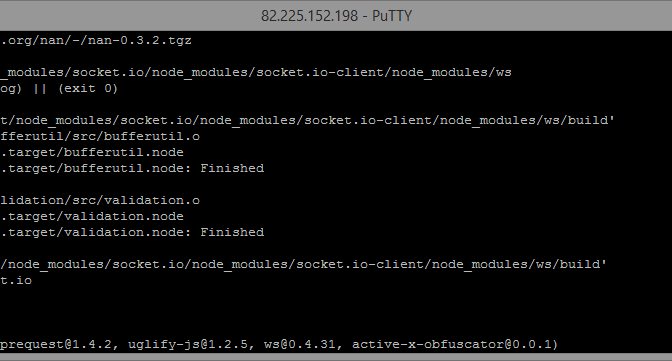 82.225.152.198 - PuTTY
.org/nan/-/nan-0.3.2.tgz
_modules/socket.io/node_modules/socket.io-client/node_modules/ws
og) || (exit 0)
t/node_modules/socket.io/node_modules/socket.io-client/node_modules/ws/build'
fferutil/src/bufferutil.o
.target/bufferutil.node
.target/bufferutil.node: Finished
lidation/src/validation.o
.target/validation.node
.target/validation.node: Finished
/node_modules/socket.io/node_modules/socket.io-client/node_modules/ws/build'
t.io
prequest@1.4.2, uglify-js@1.2.5, ws@0.4.31, active-x-obfuscator@0.0.1)